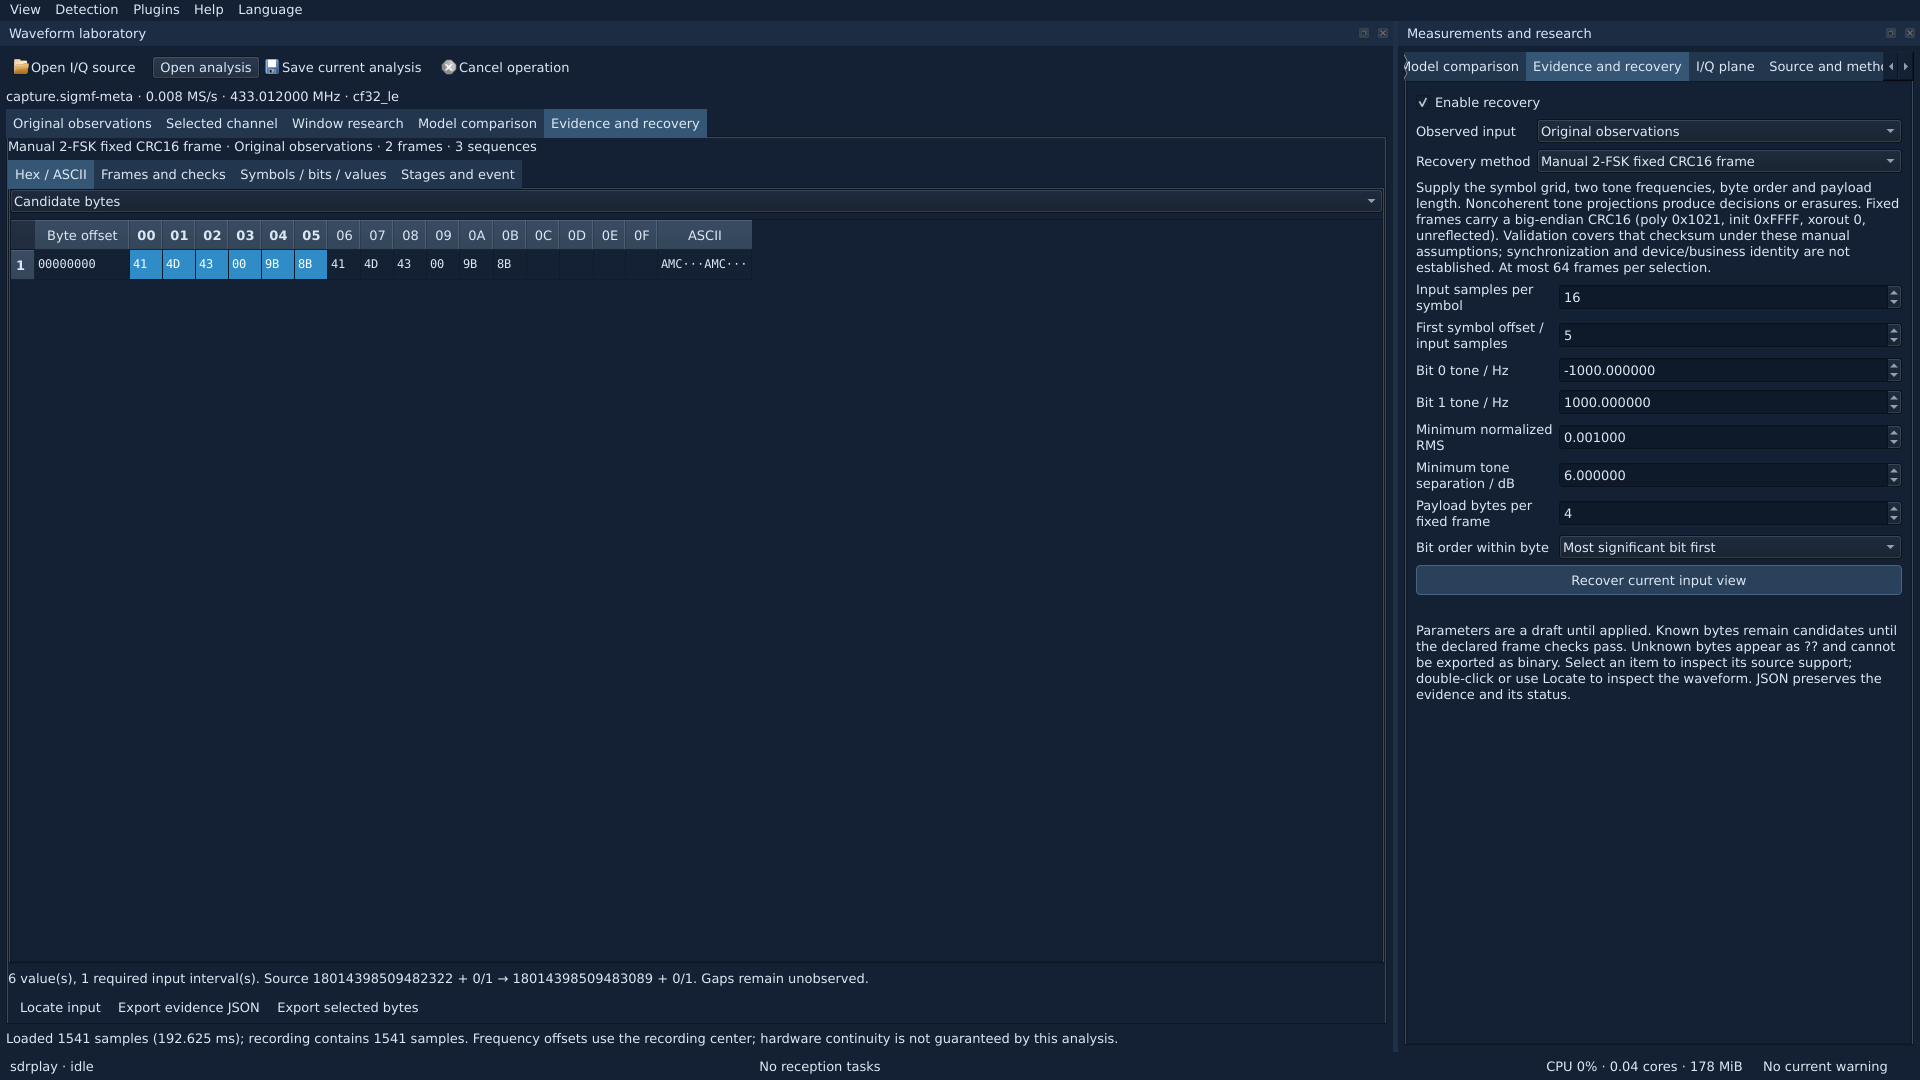 View Detection Plugins Help Language
Waveform laboratory
Open I/Q source Open analysis Save current analysis Cancel operation
capture.sigmf-meta · 0.008 MS/s · 433.012000 MHz · cf32_le
Original observations Selected channel Window research Model comparison Evidence and recovery
Manual 2-FSK fixed CRC16 frame · Original observations · 2 frames · 3 sequences
Hex / ASCII Frames and checks Symbols / bits / values Stages and event
Candidate bytes
Byte offset 00 01 02 03 04 05 06 07 08 09 0A 0B 0C 0D 0E 0F ASCII
1 00000000 41 4D 43 00 9B 8B 41 4D 43 00 9B 8B AMC···AMC···
6 value(s), 1 required input interval(s). Source 18014398509482322 + 0/1 → 18014398509483089 + 0/1. Gaps remain unobserved.
Locate input Export evidence JSON Export selected bytes
Loaded 1541 samples (192.625 ms); recording contains 1541 samples. Frequency offsets use the recording center; hardware continuity is not guaranteed by this analysis.
Measurements and research
Model comparison Evidence and recovery I/Q plane Source and meth
Enable recovery
Observed input Original observations
Recovery method Manual 2-FSK fixed CRC16 frame
Supply the symbol grid, two tone frequencies, byte order and payload
length. Noncoherent tone projections produce decisions or erasures. Fixed
frames carry a big-endian CRC16 (poly 0x1021, init 0xFFFF, xorout 0,
unreflected). Validation covers that checksum under these manual
assumptions; synchronization and device/business identity are not
established. At most 64 frames per selection.
Input samples per
symbol
16
First symbol offset /
input samples
5
Bit 0 tone / Hz -1000.000000
Bit 1 tone / Hz 1000.000000
Minimum normalized
RMS
0.001000
Minimum tone
separation / dB
6.000000
Payload bytes per
fixed frame
4
Bit order within byte Most significant bit first
Recover current input view
Parameters are a draft until applied. Known bytes remain candidates until
the declared frame checks pass. Unknown bytes appear as ?? and cannot
be exported as binary. Select an item to inspect its source support;
double-click or use Locate to inspect the waveform. JSON preserves the
evidence and its status.
sdrplay · idle No reception tasks CPU 0% · 0.04 cores · 178 MiB No current warning